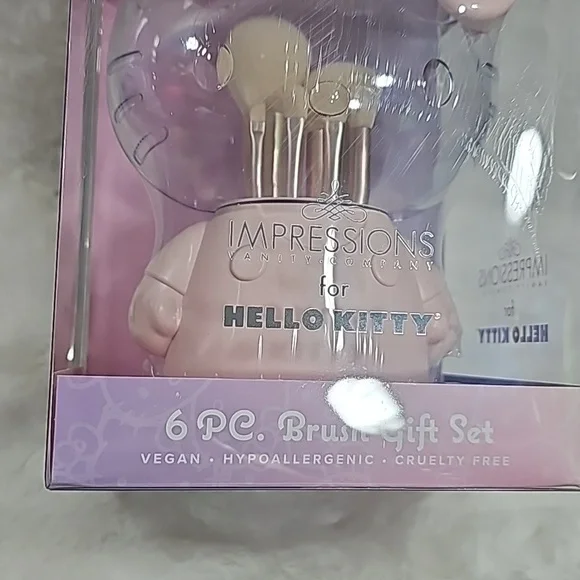 IMPRESSIONS
VANITY • COMPANY
for
HELLO KITTY®
IMPRESSIONS
for
HELLO KITTY
6 PC. Brush Gift Set
VEGAN • HYPOALLERGENIC • CRUELTY FREE